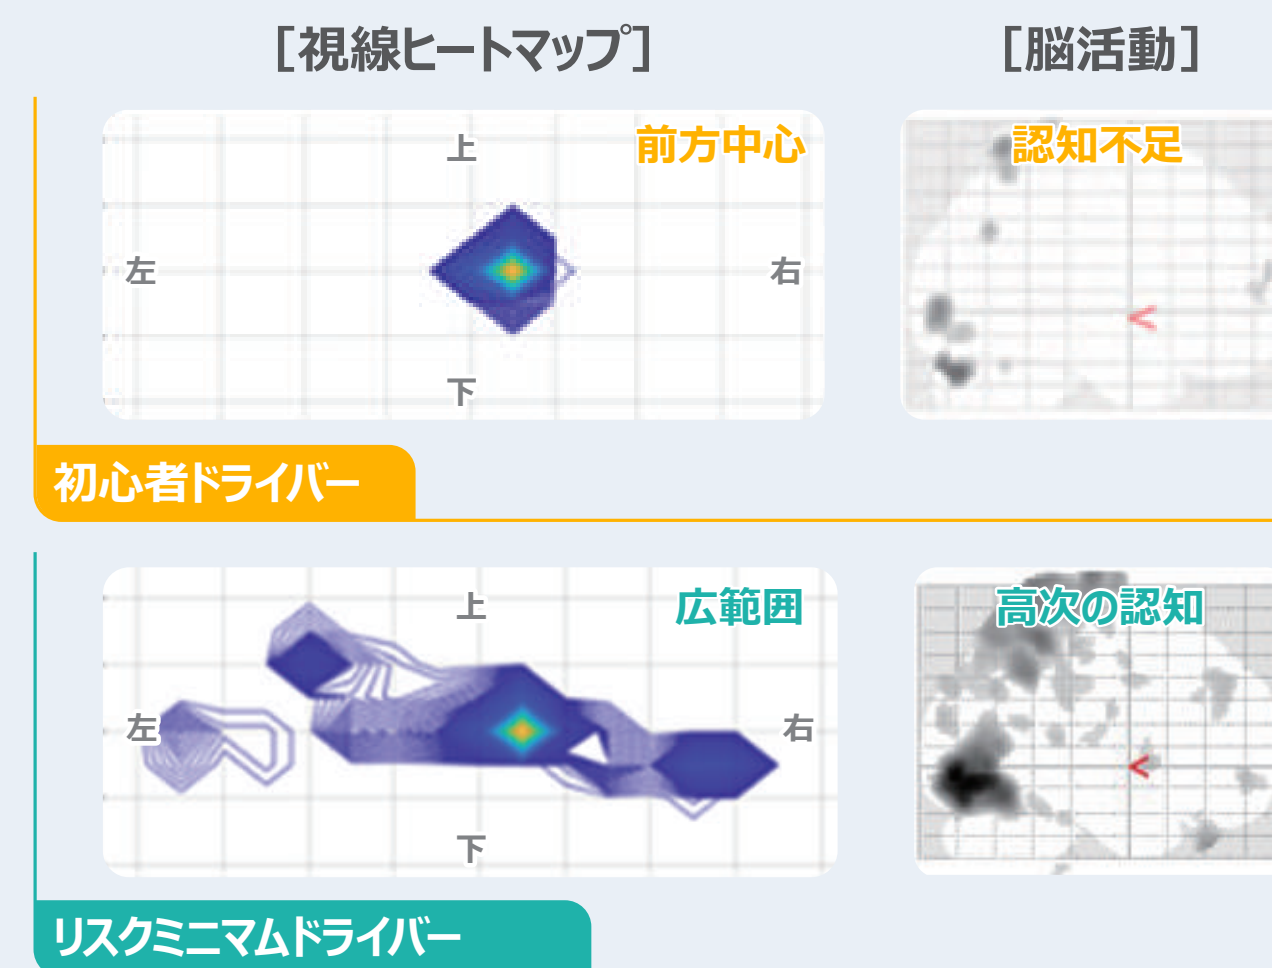 [視線ヒートマップ]
[脳活動]
前方中心
上
左
右
下
認知不足
<
初心者ドライバー
広範囲
上
左
右
下
高次の認知
<
リスクミニマムドライバー